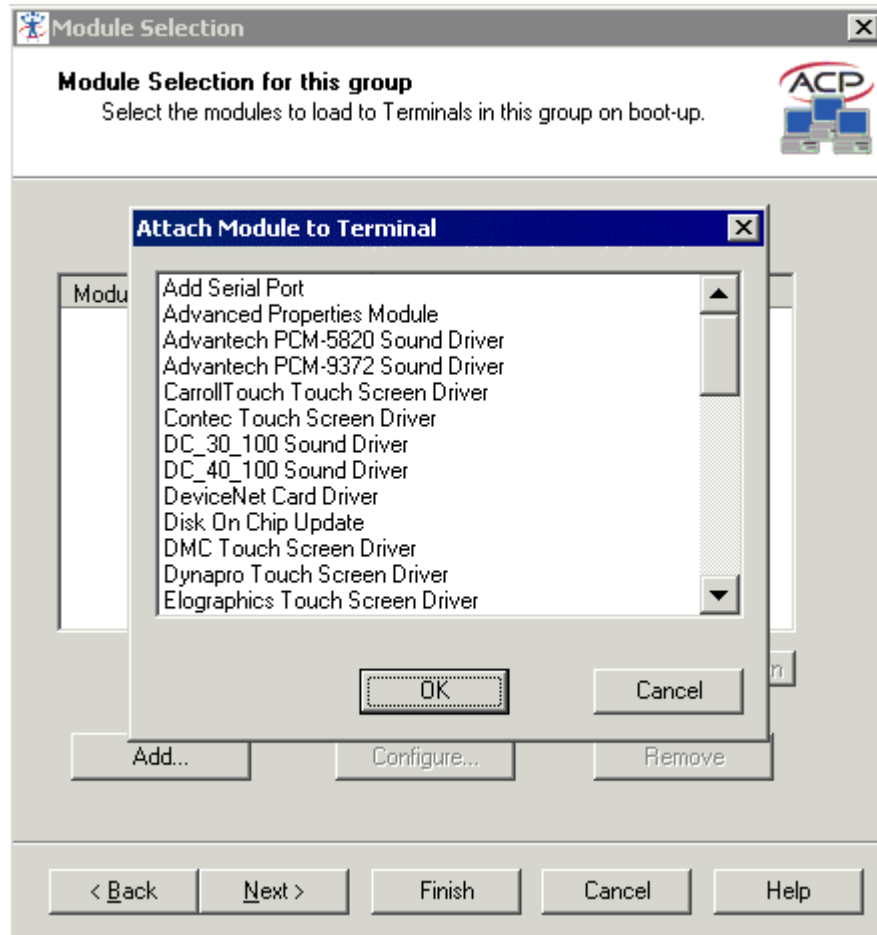 Module Selection
Module Selection for this group
Select the modules to load to Terminals in this group on boot-up.
ACP
Attach Module to Terminal
Modu
Add Serial Port
Advanced Properties Module
Advantech PCM-5820 Sound Driver
Advantech PCM-9372 Sound Driver
CarrollTouch Touch Screen Driver
Contec Touch Screen Driver
DC_30_100 Sound Driver
DC_40_100 Sound Driver
DeviceNet Card Driver
Disk On Chip Update
DMC Touch Screen Driver
Dynapro Touch Screen Driver
Elographics Touch Screen Driver
OK
Cancel
n
Add...
Configure...
Remove
< Back
Next >
Finish
Cancel
Help